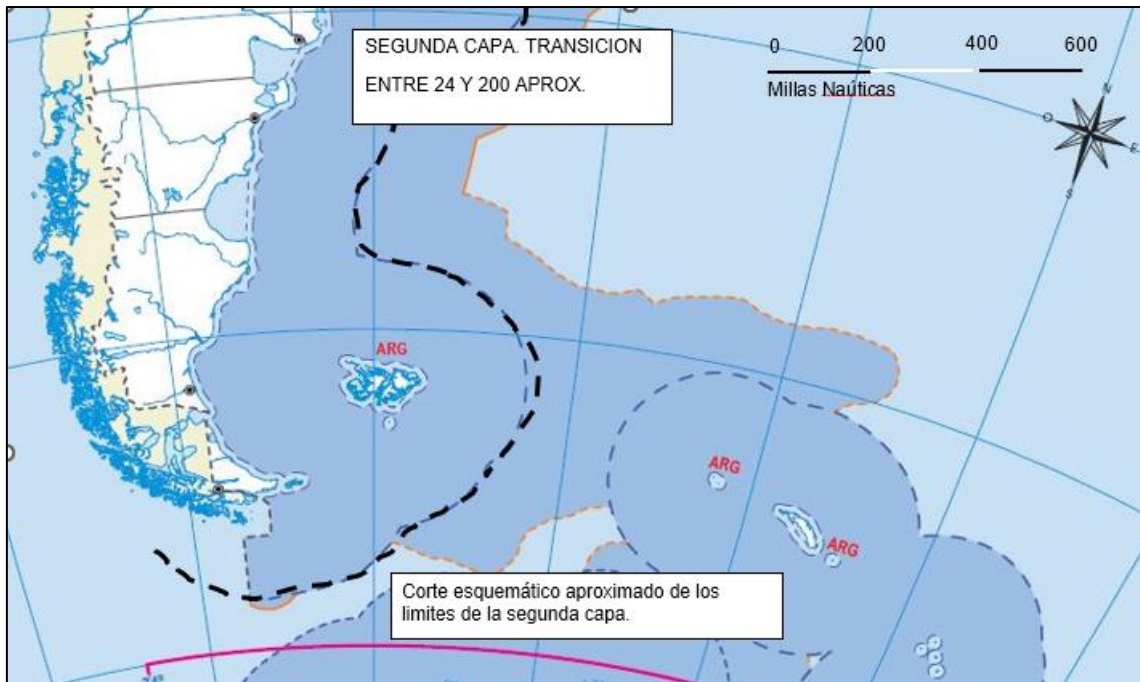 SEGUNDA CAPA. TRANSICION
ENTRE 24 Y 200 APROX.
0 200 400 600
Millas Naúticas
N
O
E
S
ARG
ARG
ARG
Corte esquemático aproximado de los
limites de la segunda capa.